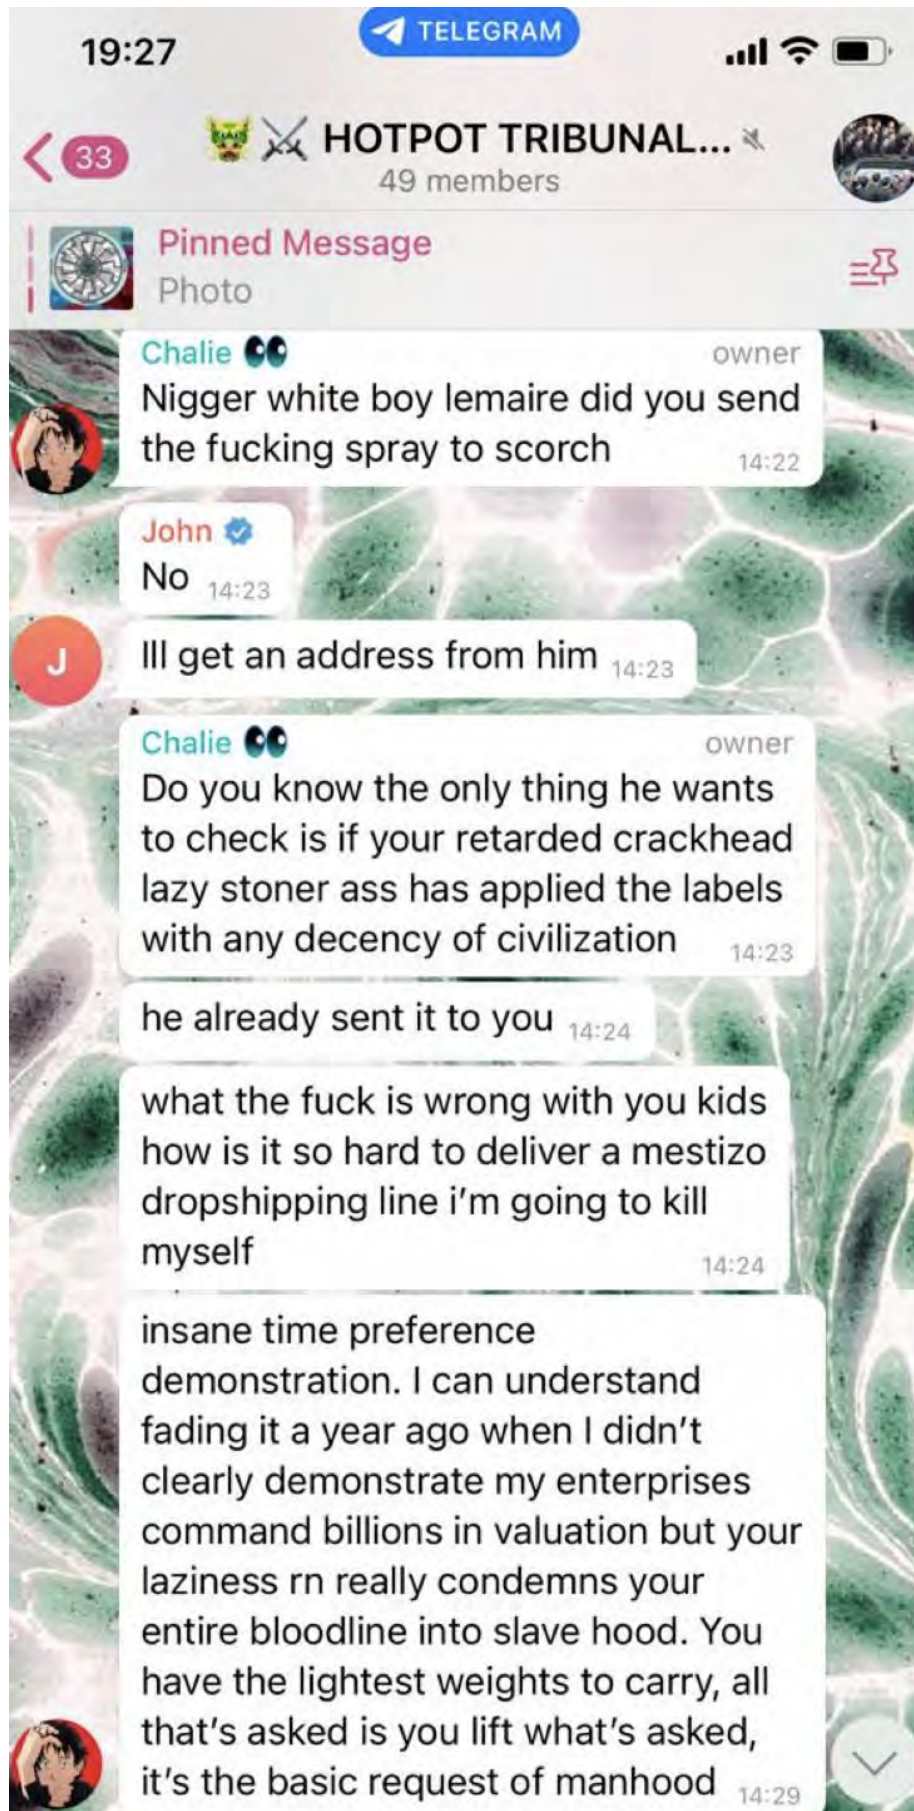 19:27
TELEGRAM
33
HOTPOT TRIBUNAL...
49 members
Pinned Message
Photo
Chalie 👀 owner
Nigger white boy lemaire did you send
the fucking spray to scorch
14:22
John
No 14:23
J
Ill get an address from him 14:23
Chalie 👀 owner
Do you know the only thing he wants
to check is if your retarded crackhead
lazy stoner ass has applied the labels
with any decency of civilization 14:23
he already sent it to you 14:24
what the fuck is wrong with you kids
how is it so hard to deliver a mestizo
dropshipping line i'm going to kill
myself 14:24
insane time preference
demonstration. I can understand
fading it a year ago when I didn't
clearly demonstrate my enterprises
command billions in valuation but your
laziness rn really condemns your
entire bloodline into slave hood. You
have the lightest weights to carry, all
that's asked is you lift what's asked,
it's the basic request of manhood 14:29